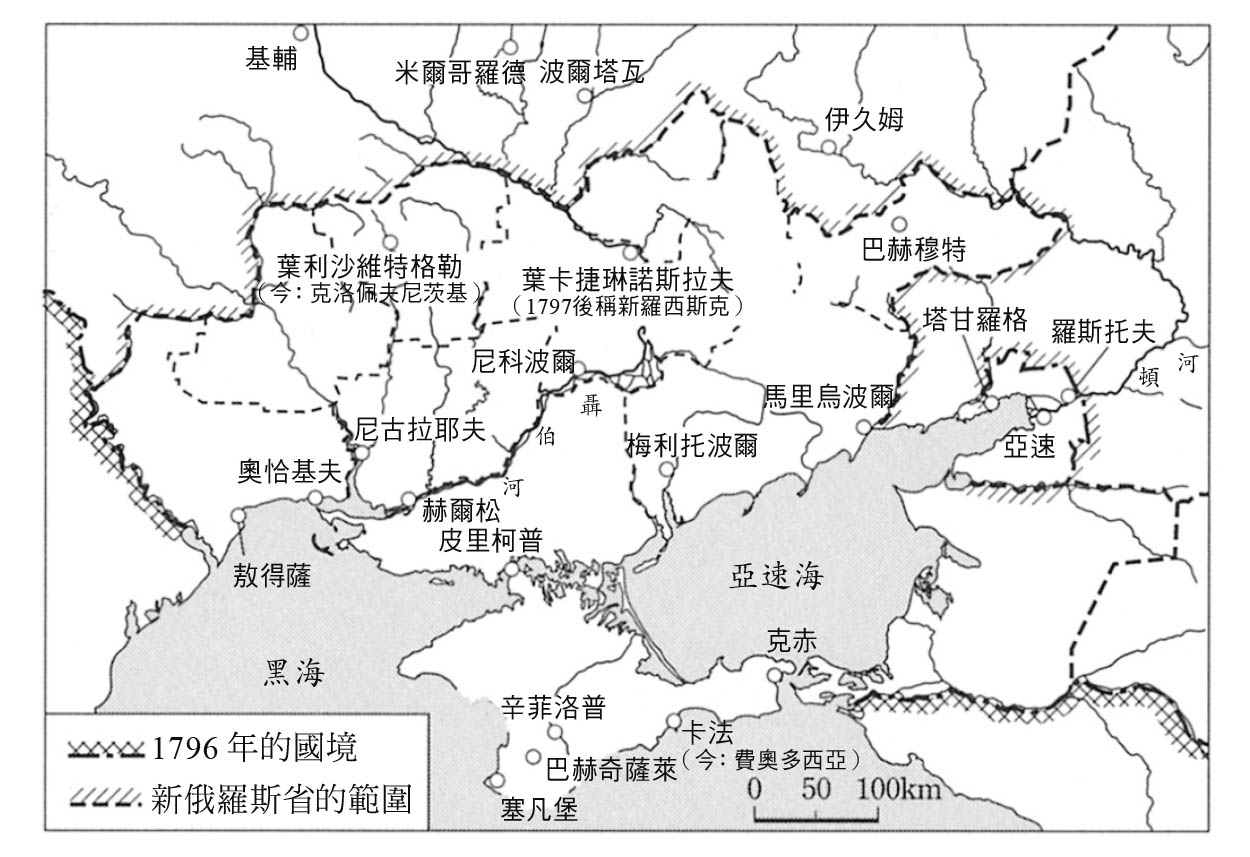 基輔
米爾哥羅德
波爾塔瓦
伊久姆
葉利沙維特格勒
（今：克洛佩夫尼茨基）
葉卡捷琳諾斯拉夫
（1797後稱新羅西斯克）
巴赫穆特
塔甘羅格
羅斯托夫
頓
河
尼科波爾
聶
伯
河
馬里烏波爾
尼古拉耶夫
梅利托波爾
亞速
奧恰基夫
赫爾松
皮里柯普
敖得薩
亞速海
克赤
黑海
辛菲洛普
卡法
（今：費奧多西亞）
巴赫奇薩萊
塞凡堡
1796 年的國境
新俄羅斯省的範圍
0 50 100km